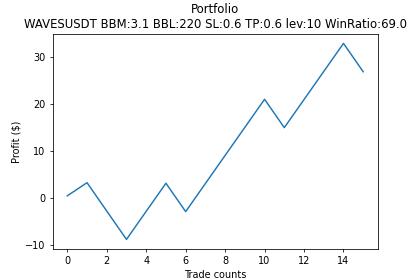 Portfolio
WAVESUSDT BBM:3.1 BBL:220 SL:0.6 TP:0.6 lev:10 WinRatio:69.0
Profit ($)
30
20
10
0
−10
0 2 4 6 8 10 12 14
Trade counts